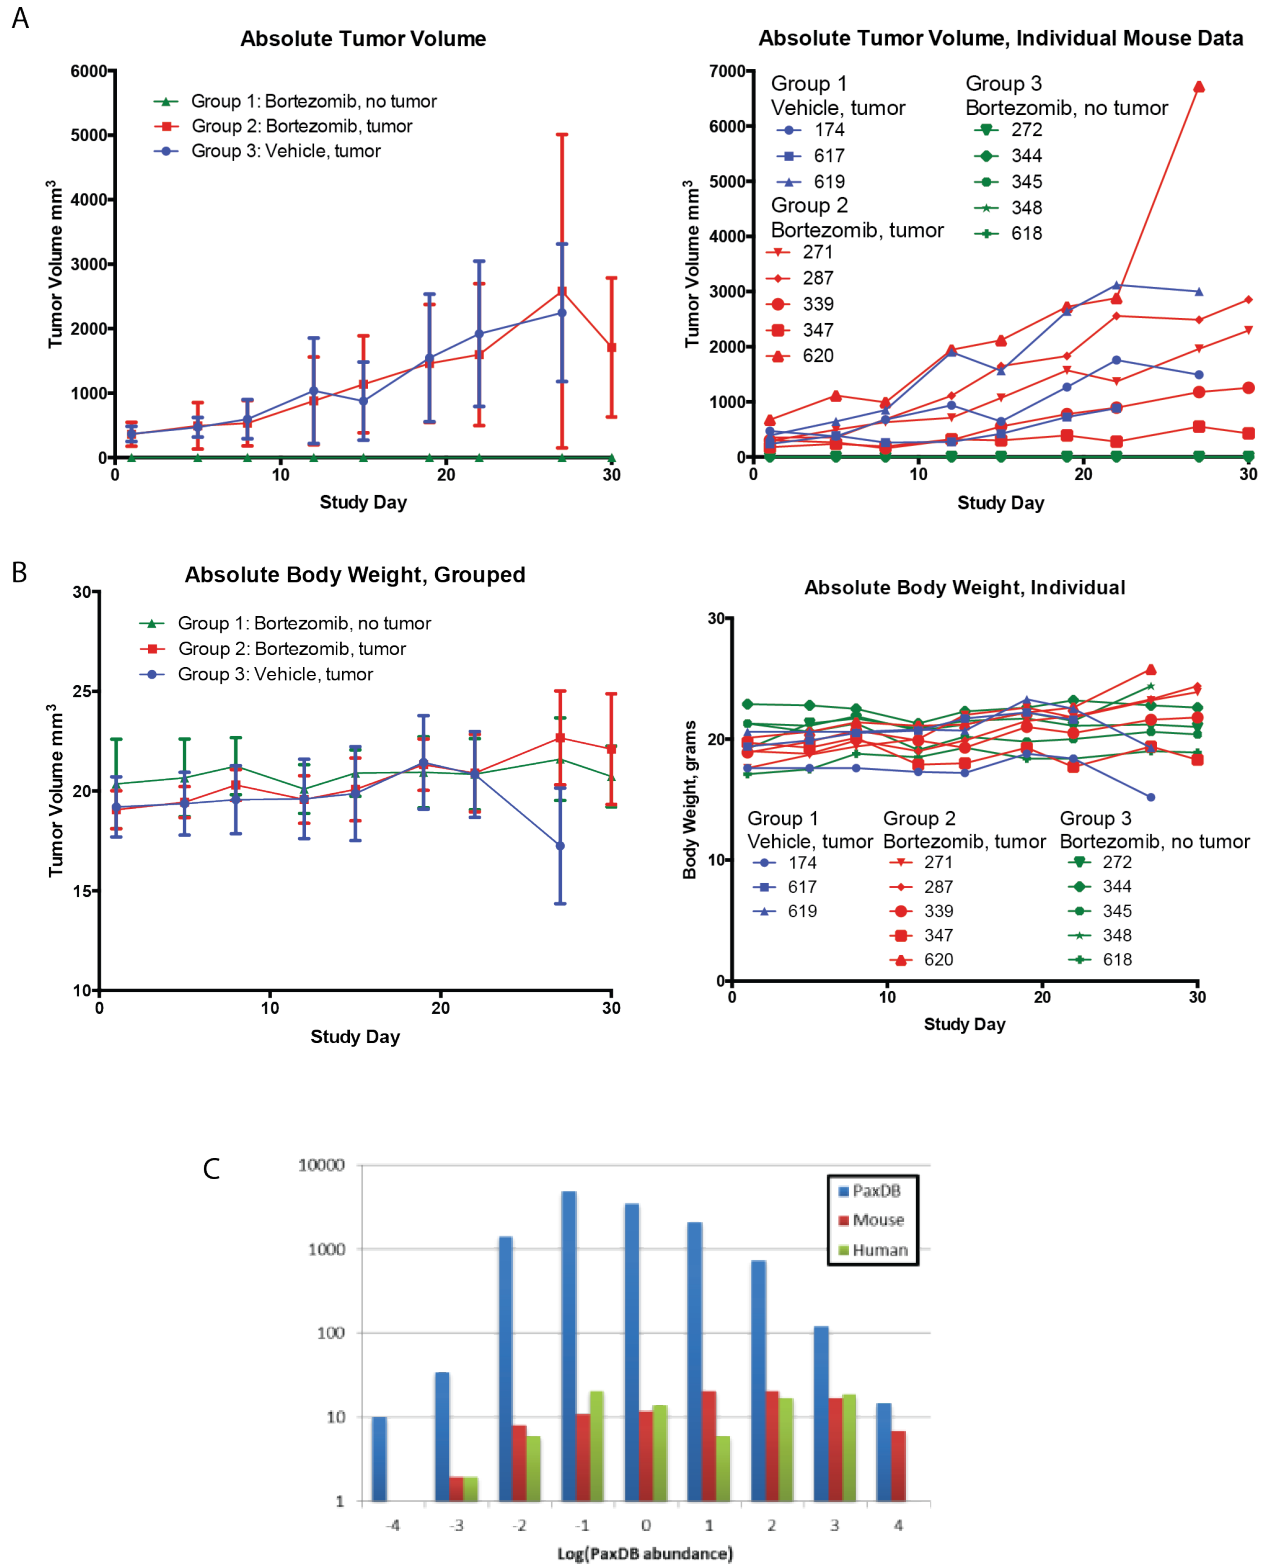 A
Absolute Tumor Volume
6000
5000
4000
3000
2000
1000
0
Tumor Volume mm3
Group 1: Bortezomib, no tumor
Group 2: Bortezomib, tumor
Group 3: Vehicle, tumor
0 10 20 30
Study Day
Absolute Tumor Volume, Individual Mouse Data
7000
6000
5000
4000
3000
2000
1000
0
Tumor Volume mm3
Group 1
Vehicle, tumor
174
617
619
Group 2
Bortezomib, tumor
271
287
339
347
620
Group 3
Bortezomib, no tumor
272
344
345
348
618
0 10 20 30
Study Day
B
Absolute Body Weight, Grouped
30
25
20
15
10
Tumor Volume mm3
Group 1: Bortezomib, no tumor
Group 2: Bortezomib, tumor
Group 3: Vehicle, tumor
0 10 20 30
Study Day
Absolute Body Weight, Individual
30
20
10
0
Body Weight, grams
Group 1
Vehicle, tumor
174
617
619
Group 2
Bortezomib, tumor
271
287
339
347
620
Group 3
Bortezomib, no tumor
272
344
345
348
618
0 10 20 30
Study Day
C
10000
1000
100
10
1
PaxDB
Mouse
Human
-4 -3 -2 -1 0 1 2 3 4
Log(PaxDB abundance)